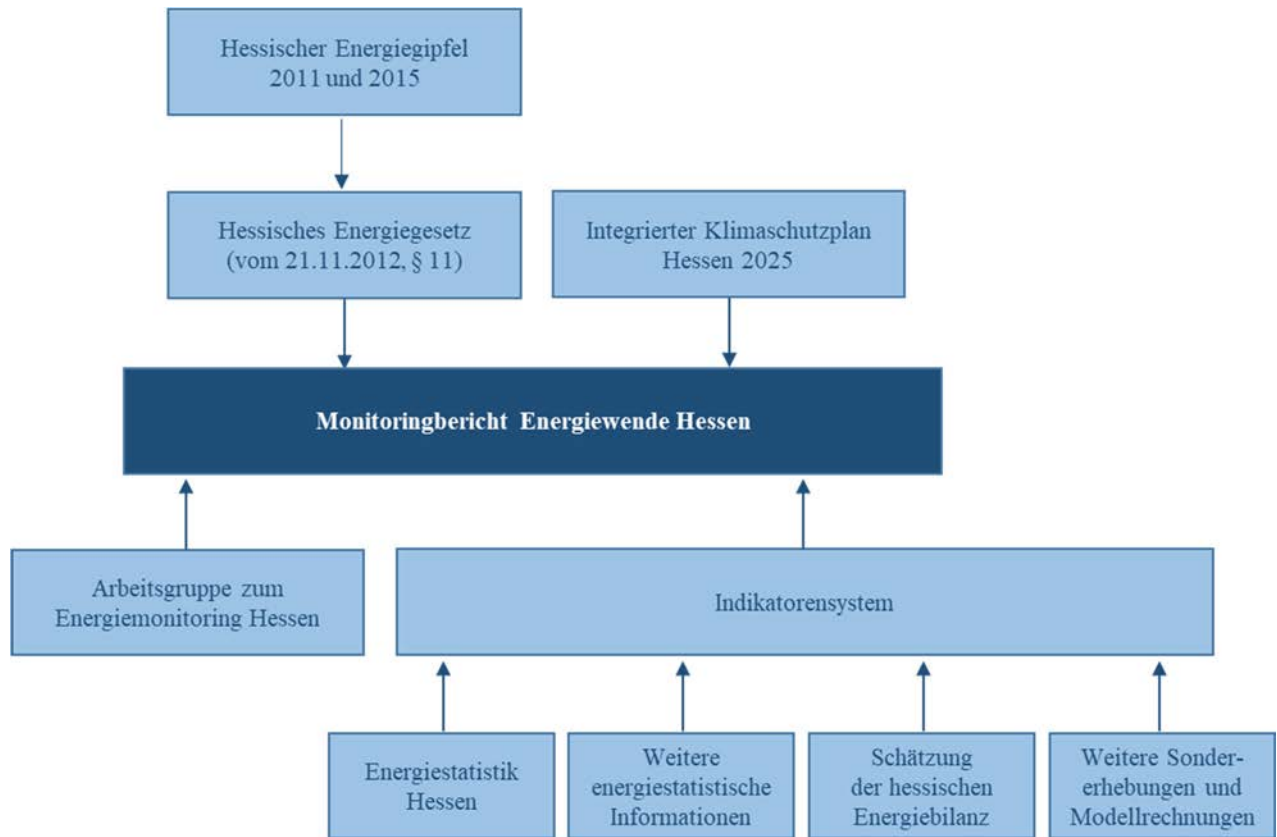 Hessischer Energiegipfel
2011 und 2015
Hessisches Energiegesetz
(vom 21.11.2012, § 11)
Integrierter Klimaschutzplan
Hessen 2025
Monitoringbericht Energiewende Hessen
Arbeitsgruppe zum
Energiemonitoring Hessen
Indikatorensystem
Energiestatistik
Hessen
Weitere
energiestatistische
Informationen
Schätzung
der hessischen
Energiebilanz
Weitere Sonder-
erhebungen und
Modellrechnungen